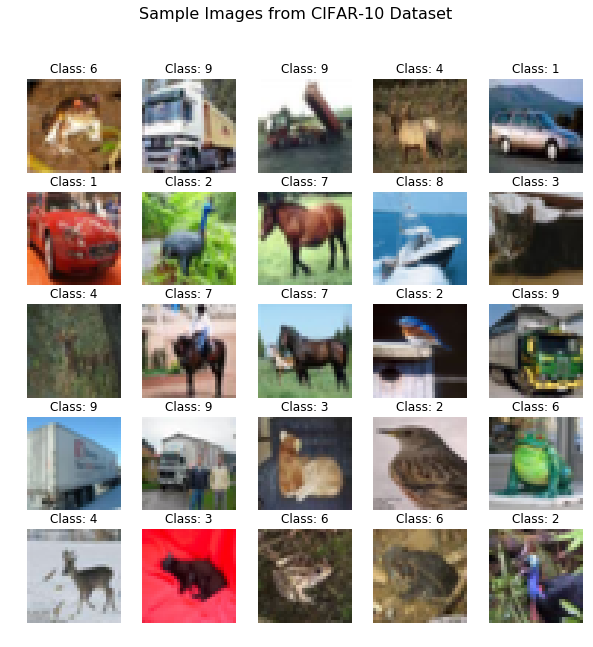 Sample Images from CIFAR-10 Dataset
Class: 6 Class: 9 Class: 9 Class: 4 Class: 1
Class: 1 Class: 2 Class: 7 Class: 8 Class: 3
Class: 4 Class: 7 Class: 7 Class: 2 Class: 9
Class: 9 Class: 9 Class: 3 Class: 2 Class: 6
Class: 4 Class: 3 Class: 6 Class: 6 Class: 2